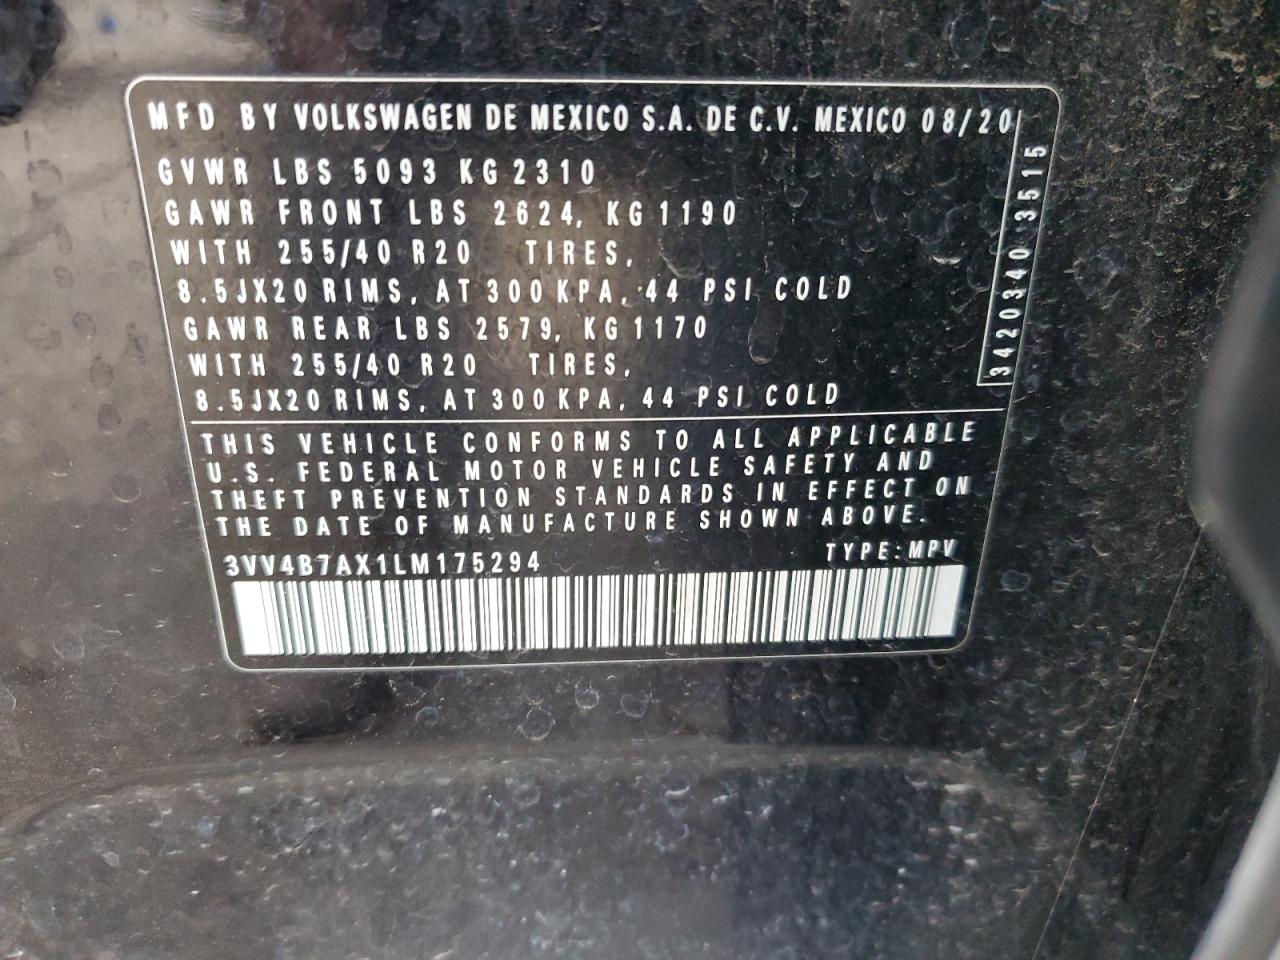 MFD BY VOLKSWAGEN DE MEXICO S.A. DE C.V. MEXICO 08/20
GVWR LBS 5093 KG 2310
GAWR FRONT LBS 2624, KG 1190
WITH 255/40 R20 TIRES,
8.5JX20 RIMS, AT 300 KPA, 44 PSI COLD
GAWR REAR LBS 2579, KG 1170
WITH 255/40 R20 TIRES,
8.5JX20 RIMS, AT 300 KPA, 44 PSI COLD
3420340 3515
THIS VEHICLE CONFORMS TO ALL APPLICABLE
U.S. FEDERAL MOTOR VEHICLE SAFETY AND
THEFT PREVENTION STANDARDS IN EFFECT ON
THE DATE OF MANUFACTURE SHOWN ABOVE.
3VV4B7AX1LM175294 TYPE:MPV